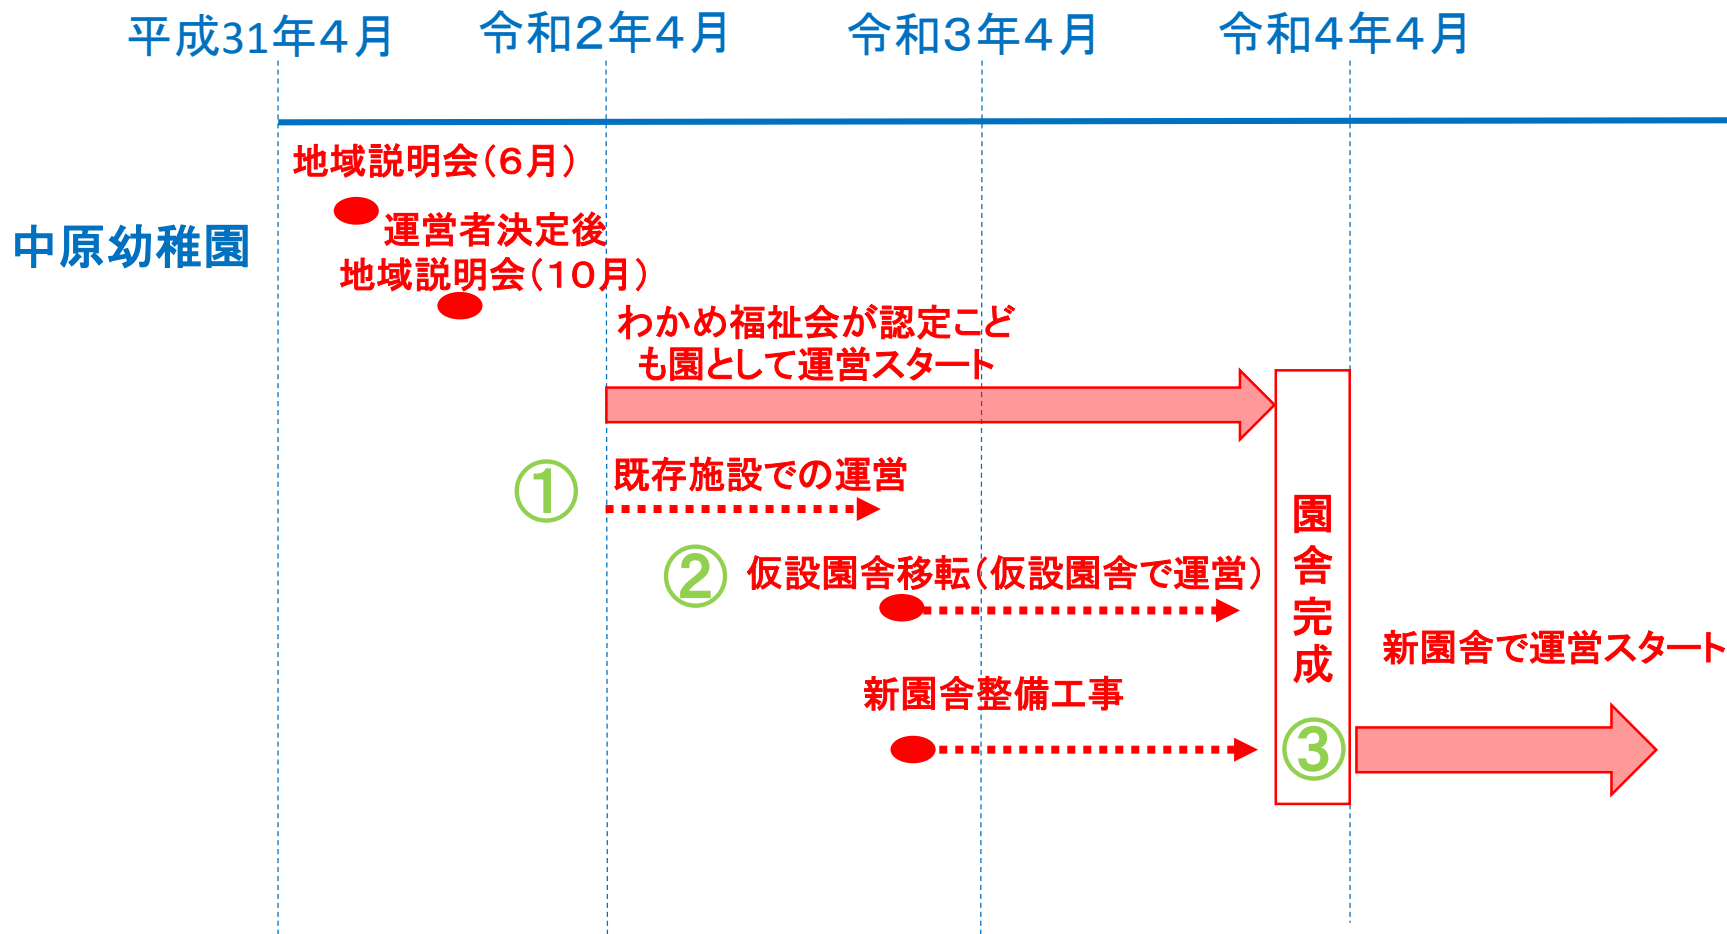 平成31年4月
令和2年4月
令和3年4月
令和4年4月
地域説明会(6月)
中原幼稚園
運営者決定後
地域説明会(10月)
わかめ福祉会が認定こど
も園として運営スタート
① 既存施設での運営
② 仮設園舎移転(仮設園舎で運営)
新園舎整備工事
園舎完成
③
新園舎で運営スタート